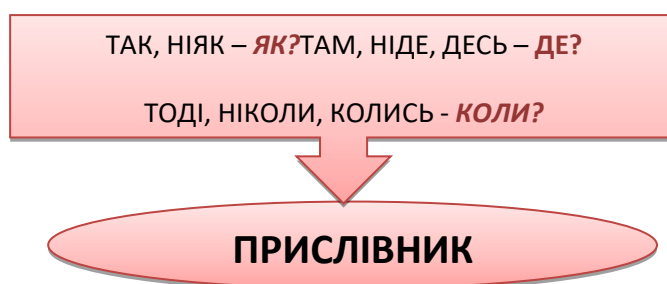 ТАК, НІЯК – ЯК?ТАМ, НІДЕ, ДЕСЬ – ДЕ?
ТОДІ, НІКОЛИ, КОЛИСЬ - КОЛИ?
ПРИСЛІВНИК